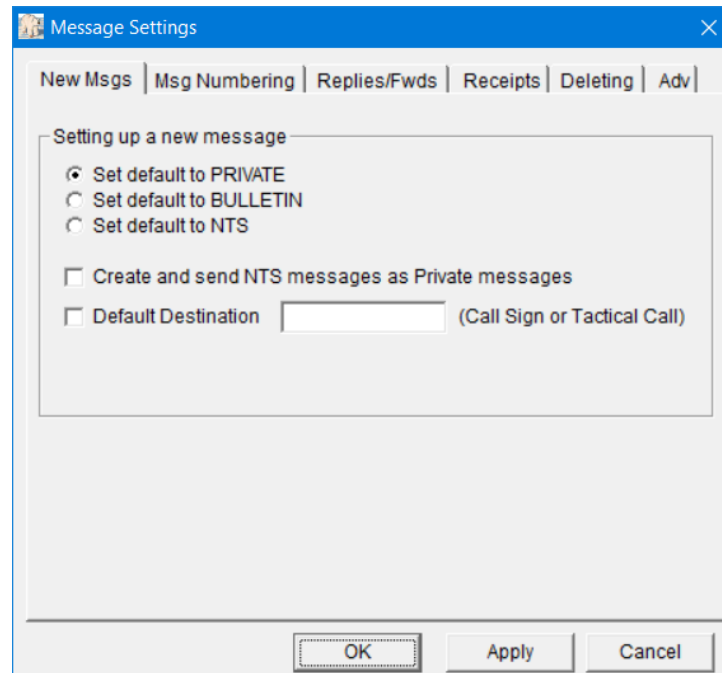 Message Settings
New Msgs Msg Numbering Replies/Fwds Receipts Deleting Adv
Setting up a new message
Set default to PRIVATE
Set default to BULLETIN
Set default to NTS
Create and send NTS messages as Private messages
Default Destination (Call Sign or Tactical Call)
OK Apply Cancel